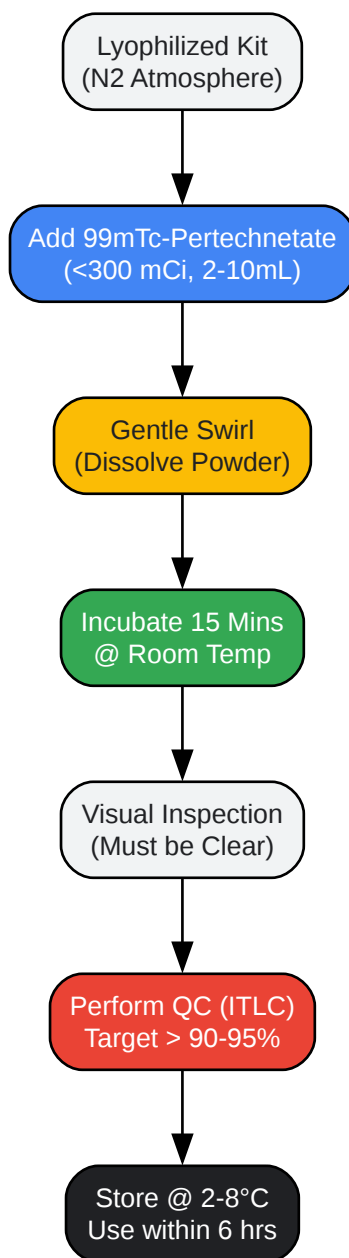 Lyophilized Kit
(N2 Atmosphere)
Add 99mTc-Pertechnetate
(<300 mCi, 2-10mL)
Gentle Swirl
(Dissolve Powder)
Incubate 15 Mins
@ Room Temp
Visual Inspection
(Must be Clear)
Perform QC (ITLC)
Target > 90-95%
Store @ 2-8°C
Use within 6 hrs